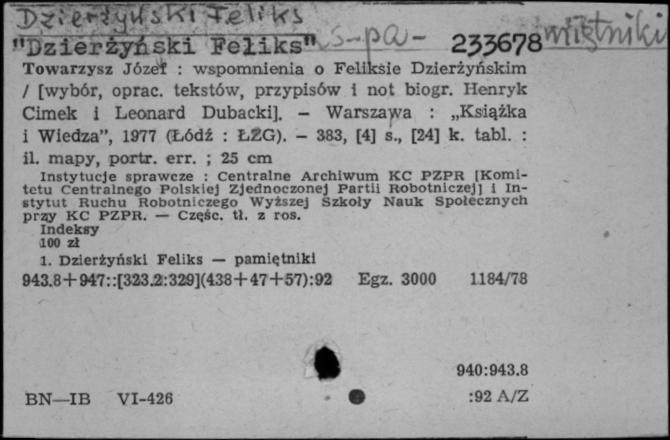 Dzierżyński Feliks
"Dzierżyński Feliks" s-pa- 233678 miętniki
Towarzysz Józef : wspomnienia o Feliksie Dzierżyńskim
/ [wybór, oprac. tekstów, przypisów i not biogr. Henryk
Cimek i Leonard Dubacki]. – Warszawa : „Książka
i Wiedza”, 1977 (Łódź : ŁZG). – 383, [4] s., [24] k. tabl. :
il. mapy, portr. err. ; 25 cm
Instytucje sprawcze : Centralne Archiwum KC PZPR [Komi-
tetu Centralnego Polskiej Zjednoczonej Partii Robotniczej] i In-
stytut Ruchu Robotniczego Wyższej Szkoły Nauk Społecznych
przy KC PZPR. — Częśc. tł. z ros.
Indeksy
100 zł
1. Dzierżyński Feliks — pamiętniki
943.8+947::[323.2:329](438+47+57):92 Egz. 3000 1184/78
940:943.8
BN—IB VI-426 :92 A/Z